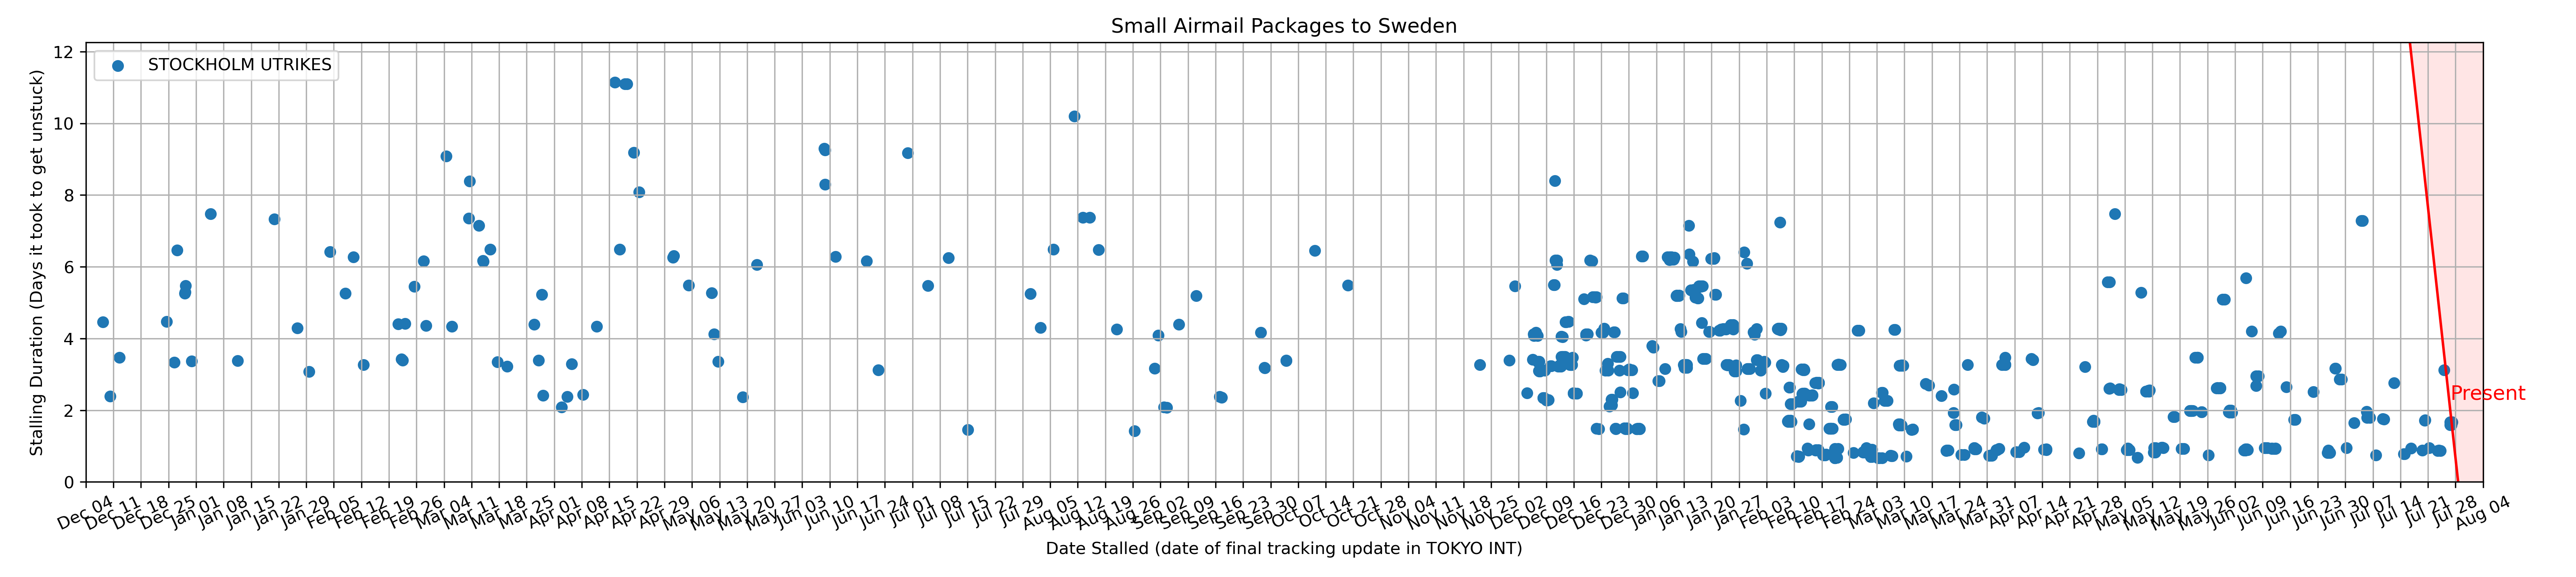 Small Airmail Packages to Sweden
STOCKHOLM UTRIKES
Stalling Duration (Days it took to get unstuck)
12
10
8
6
4
2
0
Present
Dec 04
Dec 11
Dec 18
Dec 25
Jan 01
Jan 08
Jan 15
Jan 22
Jan 29
Feb 05
Feb 12
Feb 19
Feb 26
Mar 04
Mar 11
Mar 18
Mar 25
Apr 01
Apr 08
Apr 15
Apr 22
Apr 29
May 06
May 13
May 20
May 27
Jun 03
Jun 10
Jun 17
Jun 24
Jul 01
Jul 08
Jul 15
Jul 22
Jul 29
Aug 05
Aug 12
Aug 19
Aug 26
Sep 02
Sep 09
Sep 16
Sep 23
Sep 30
Oct 07
Oct 14
Oct 21
Oct 28
Nov 04
Nov 11
Nov 18
Nov 25
Dec 02
Dec 09
Dec 16
Dec 23
Dec 30
Jan 06
Jan 13
Jan 20
Jan 27
Feb 03
Feb 10
Feb 17
Feb 24
Mar 03
Mar 10
Mar 17
Mar 24
Mar 31
Apr 07
Apr 14
Apr 21
Apr 28
May 05
May 12
May 19
May 26
Jun 02
Jun 09
Jun 16
Jun 23
Jun 30
Jul 07
Jul 14
Jul 21
Jul 28
Aug 04
Date Stalled (date of final tracking update in TOKYO INT)